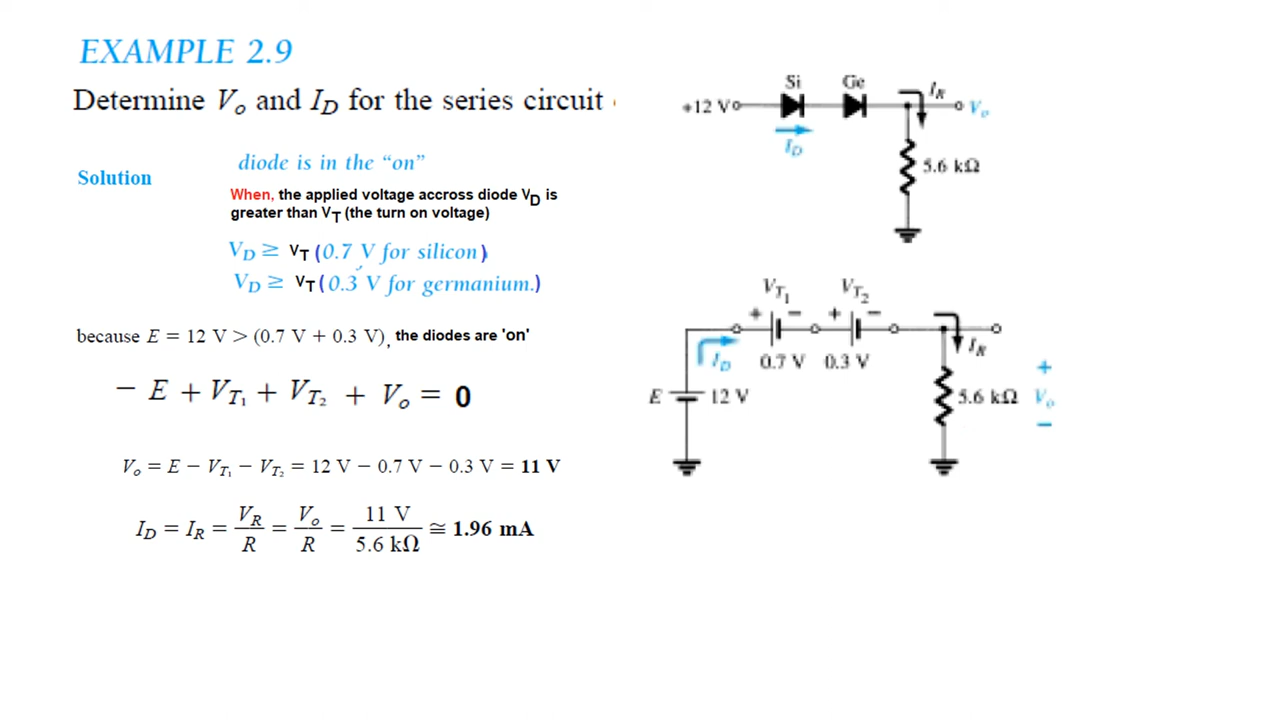 EXAMPLE 2.9
Determine Vo and ID for the series circuit
Solution
diode is in the “on”
When, the applied voltage accross diode VD is
greater than VT (the turn on voltage)
VD ≥ VT (0.7 V for silicon)
VD ≥ VT (0.3 V for germanium.)
because E = 12 V > (0.7 V + 0.3 V), the diodes are 'on'
− E + VT1 + VT2 + Vo = 0
Vo = E − VT1 − VT2 = 12 V − 0.7 V − 0.3 V = 11 V
ID = IR = VR/R = Vo/R = 11 V/5.6 kΩ ≅ 1.96 mA
Si Ge
IR
+12 V Vo
ID
5.6 kΩ
VT1 VT2
+ − + −
ID 0.7 V 0.3 V IR
+
E 12 V 5.6 kΩ Vo
−